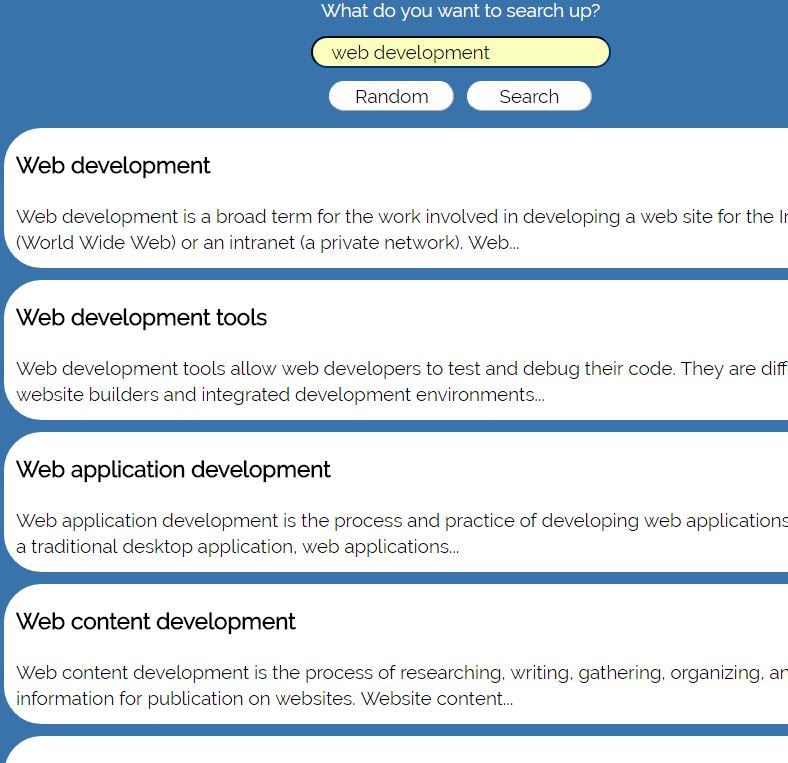 What do you want to search up?
web development
Random Search
Web development
Web development is a broad term for the work involved in developing a web site for the
(World Wide Web) or an intranet (a private network). Web...
Web development tools
Web development tools allow web developers to test and debug their code. They are
website builders and integrated development environments...
Web application development
Web application development is the process and practice of developing web applications
a traditional desktop application, web applications...
Web content development
Web content development is the process of researching, writing, gathering, organizing,
information for publication on websites. Website content...